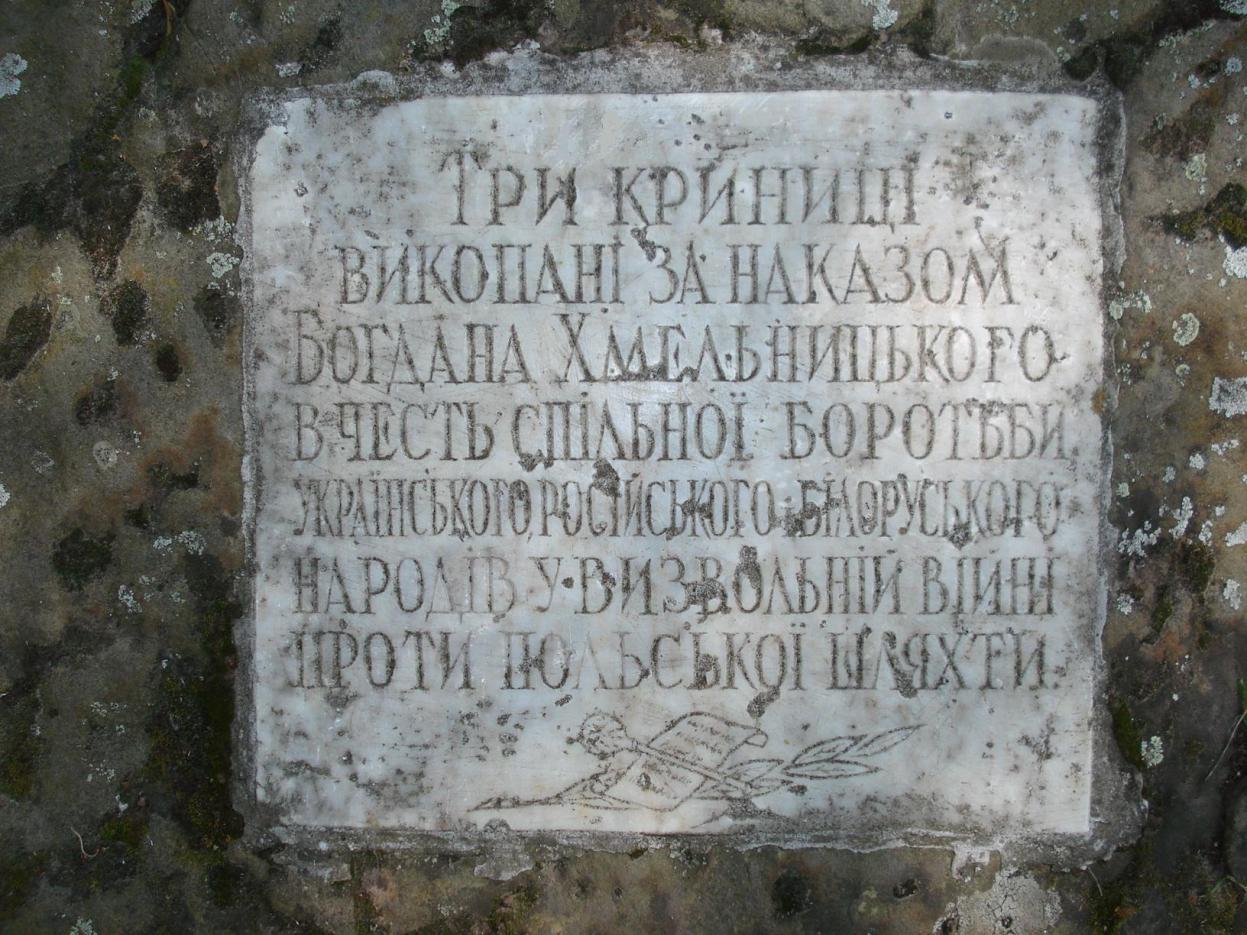 ТРИ КРИНИЦІ
ВИКОПАНІ ЗА НАКАЗОМ
БОГДАНА ХМЕЛЬНИЦЬКОГО
В ЧЕСТЬ СПІЛЬНОЇ БОРОТЬБИ
УКРАЇНСЬКОГО РОСІЙСЬКОГО БІЛОРУСЬКОГО
НАРОДІВ У ВИЗВОЛЬНІЙ ВІЙНІ
ПРОТИ ПОЛЬСЬКОЇ ШЛЯХТИ